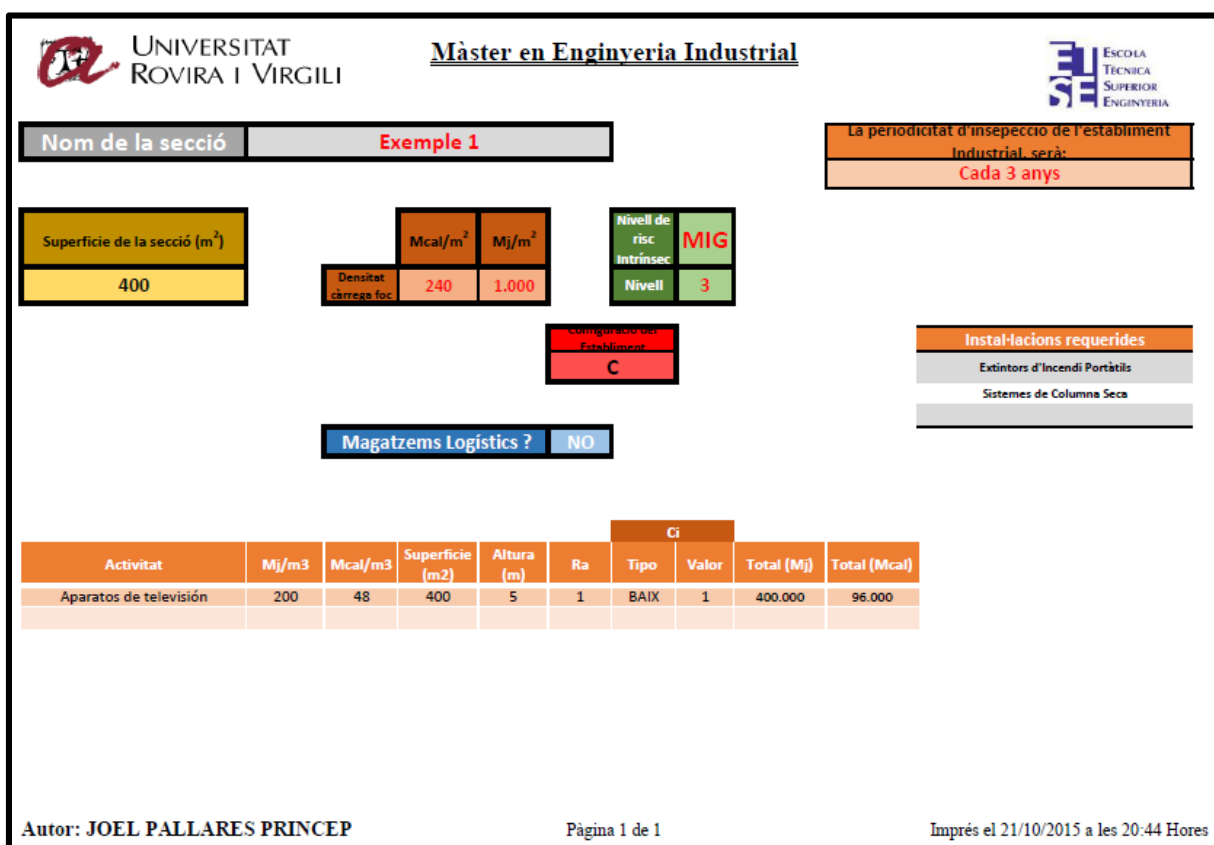 UNIVERSITAT
ROVIRA I VIRGILI
Màster en Enginyeria Industrial
ESCOLA
TÈCNICA
SUPERIOR
ENGINYERIA
Nom de la secció Exemple 1
La periodicitat d'insepecció de l'establiment
Industrial, serà:
Cada 3 anys
Superficie de la secció (m²)
400
Mcal/m² Mj/m²
Densitat
càrrega foc
240 1.000
Nivell de
risc
Intrínsec
MIG
Nivell 3
Configuració del
Establiment
C
Instal·lacions requerides
Extintors d'Incendi Portàtils
Sistemes de Columna Seca
Magatzems Logístics ? NO
Ci
Activitat Mj/m3 Mcal/m3 Superficie (m2) Altura (m) Ra Tipo Valor Total (Mj) Total (Mcal)
Aparatos de televisión 200 48 400 5 1 BAIX 1 400.000 96.000
Autor: JOEL PALLARES PRINCEP Pàgina 1 de 1 Imprés el 21/10/2015 a les 20:44 Hores